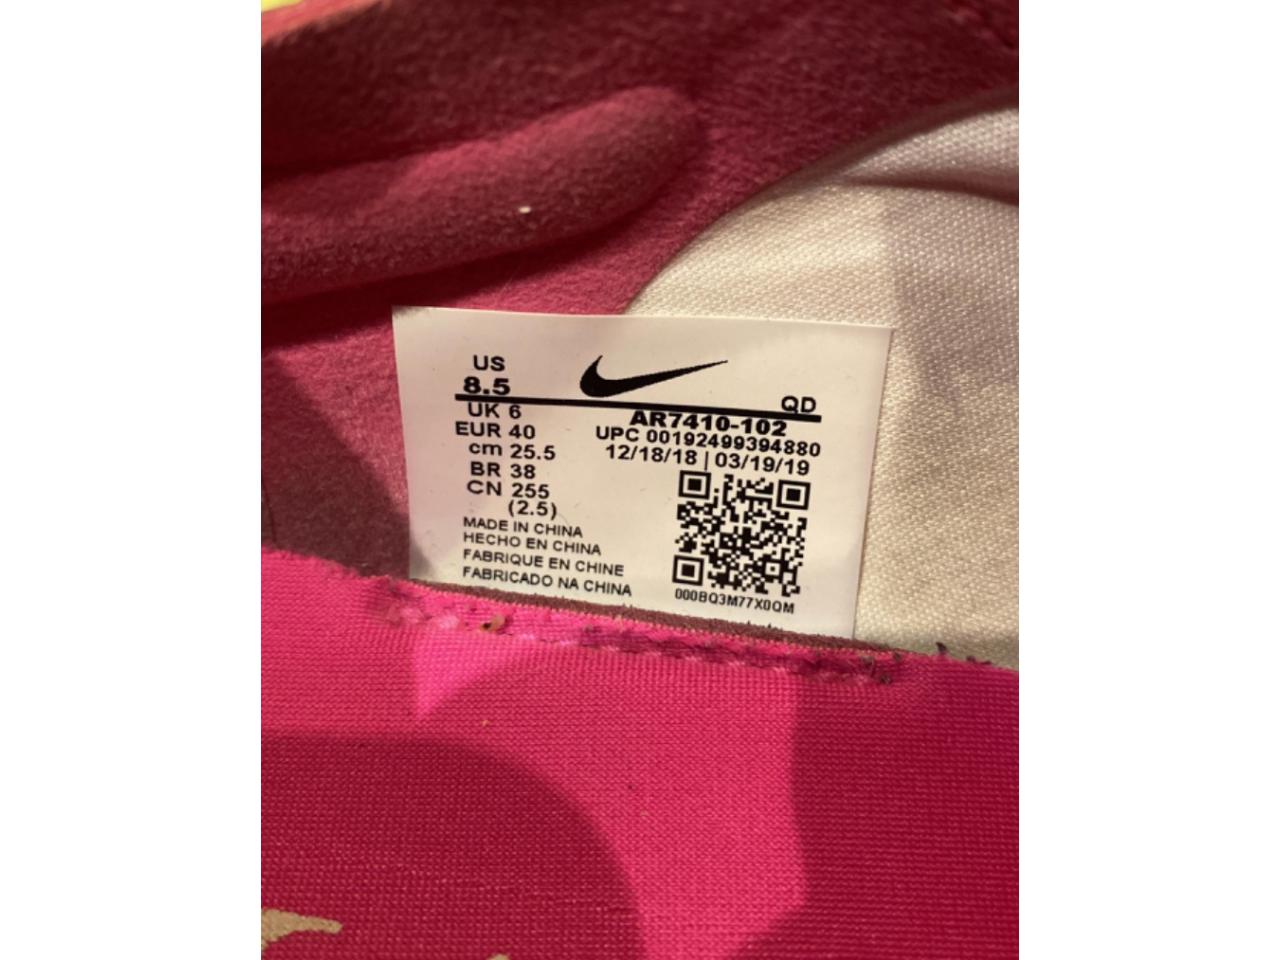 US
8.5
QD
UK 6
EUR 40
cm 25.5
BR 38
CN 255
(2.5)
AR7410-102
UPC 00192499394880
12/18/18 | 03/19/19
MADE IN CHINA
HECHO EN CHINA
FABRIQUE EN CHINE
FABRICADO NA CHINA
000BQ3M77X0QM